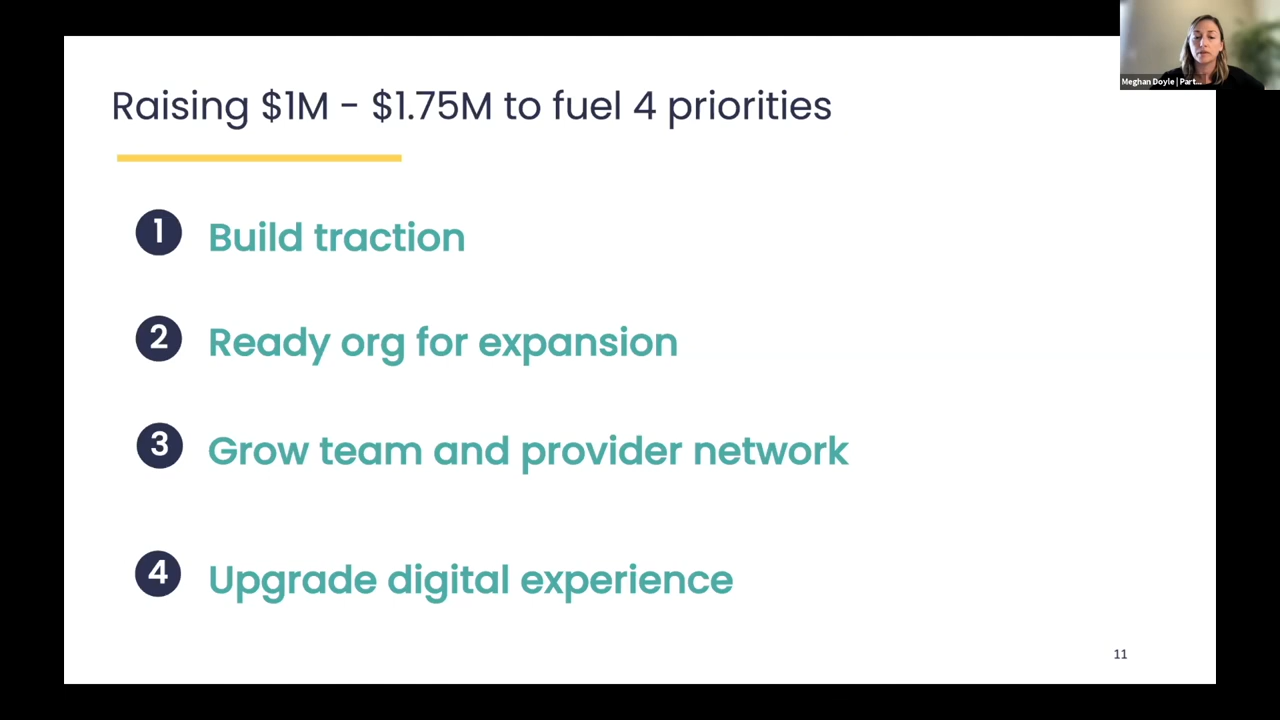 Raising $1M - $1.75M to fuel 4 priorities
1 Build traction
2 Ready org for expansion
3 Grow team and provider network
4 Upgrade digital experience
11
Meghan Doyle | Part...